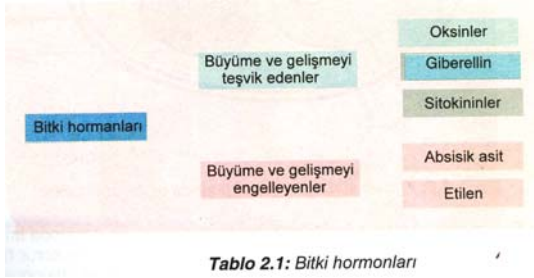 Oksinler
Büyüme ve gelişmeyi
teşvik edenler
Giberellin
Sitokininler
Bitki hormanları
Absisik asit
Büyüme ve gelişmeyi
engelleyenler
Etilen
Tablo 2.1: Bitki hormonları